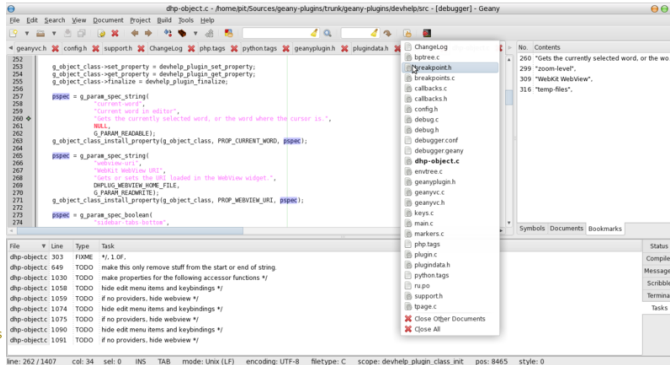 dhp-object.c - /home/pit/Sources/geany-plugins/trunk/geany-plugins/devhelp/src - [debugger] - Geany
File Edit Search View Document Project Build Tools Help
geanyvc.h config.h support.h ChangeLog php.tags python.tags geanyplugin.h plugindata.h
252
253 g_object_class->set_property = devhelp_plugin_set_property;
254 g_object_class->get_property = devhelp_plugin_get_property;
255 g_object_class->finalize = devhelp_plugin_finalize;
256
257 pspec = g_param_spec_string(
258 "current-word",
259 "Current word in editor",
260 "Gets the currently selected word, or the word where the cursor is.",
261 NULL,
262 G_PARAM_READABLE);
263 g_object_class_install_property(g_object_class, PROP_CURRENT_WORD, pspec);
264
265 pspec = g_param_spec_string(
266 "webview-uri",
267 "WebKit WebView URI",
268 "Gets or sets the URI loaded in the WebView widget.",
269 DHPLUG_WEBVIEW_HOME_FILE,
270 G_PARAM_READWRITE);
271 g_object_class_install_property(g_object_class, PROP_WEBVIEW_URI, pspec);
272
273 pspec = g_param_spec_boolean(
274 "sidebar-tabs-bottom",
ChangeLog
bptree.c
breakpoint.h
breakpoints.c
callbacks.c
callbacks.h
config.h
debug.c
debug.h
debugger.conf
debugger.geany
dhp-object.c
envtree.c
geanyplugin.h
geanyvc.c
geanyvc.h
keys.c
main.c
markers.c
php.tags
plugin.c
plugindata.h
python.tags
ru.po
support.h
tpage.c
Close Other Documents
Close All
No. Contents
260 "Gets the currently selected word, or the
299 "zoom-level",
309 "WebKit WebView",
316 "temp-files",
Symbols Documents Bookmarks
File Line Type Task
dhp-object.c 303 FIXME */, 1.0F,
dhp-object.c 649 TODO make this only remove stuff from the start or end of string.
dhp-object.c 1030 TODO make properties for the following accessor functions */
dhp-object.c 1058 TODO hide edit menu items and keybindings */
dhp-object.c 1059 TODO if no providers, hide webview */
dhp-object.c 1074 TODO hide edit menu items and keybindings */
dhp-object.c 1075 TODO if no providers, hide webview */
dhp-object.c 1090 TODO hide edit menu items and keybindings */
dhp-object.c 1091 TODO if no providers, hide webview */
Status
Compile
Message
Scribble
Termina
Tasks
line: 262 / 1407 col: 34 sel: 0 INS TAB mode: Unix (LF) encoding: UTF-8 filetype: C scope: devhelp_plugin_class_init pos: 8465 style: 0